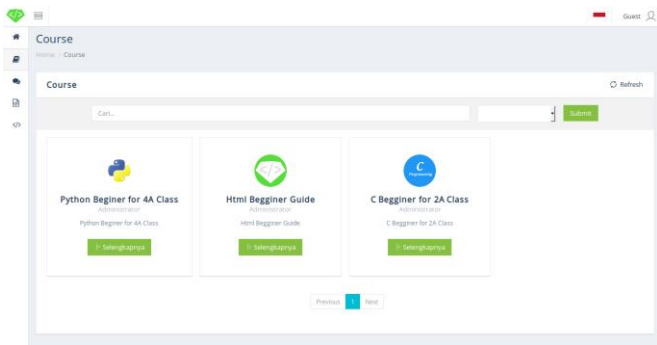 Guest
Course
Home / Course
Course
Refresh
Cari..
Submit
Python Beginer for 4A Class
Administrator
Python Beginer for 4A Class
Selengkapnya
</>
Html Begginer Guide
Administrator
Html Begginer Guide
Selengkapnya
C
Programming
C Begginer for 2A Class
Administrator
C Begginer for 2A Class
Selengkapnya
Previous 1 Next